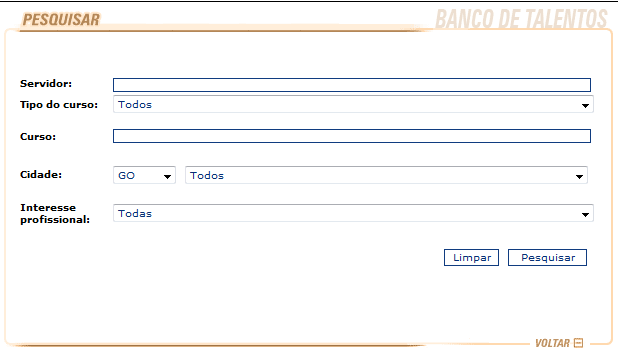 PESQUISAR
BANCO DE TALENTOS
Servidor:
Tipo do curso: Todos
Curso:
Cidade: GO Todos
Interesse
profissional: Todas
Limpar Pesquisar
VOLTAR